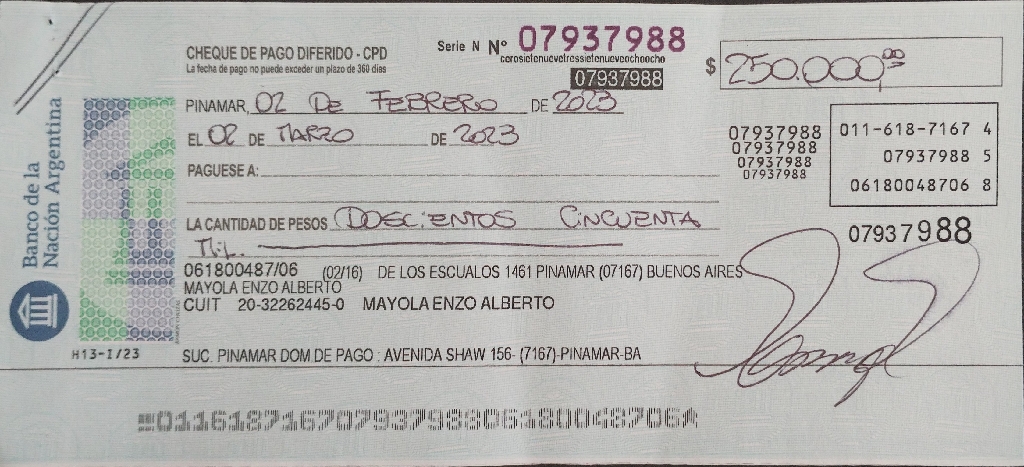 Banco de la
Nación Argentina
H13-1/23
CHEQUE DE PAGO DIFERIDO - CPD
La fecha de pago no puede exceder un plazo de 360 días
Serie N Nº 07937988
cerosietenuevetressietenueveochoocho
07937988
$ 250.000,00
PINAMAR, 02 DE FEBRERO DE 2023
EL 02 DE MARZO DE 2023
PAGUESE A:
LA CANTIDAD DE PESOS DOSCIENTOS CINCUENTA
MIL.
07937988
07937988
07937988
07937988
011-618-7167 4
07937988 5
06180048706 8
07937988
061800487/06 (02/16) DE LOS ESCUALOS 1461 PINAMAR (07167) BUENOS AIRES
MAYOLA ENZO ALBERTO
CUIT 20-32262445-0 MAYOLA ENZO ALBERTO
SUC. PINAMAR DOM DE PAGO : AVENIDA SHAW 156- (7167)-PINAMAR-BA
01161871670793798806180048706